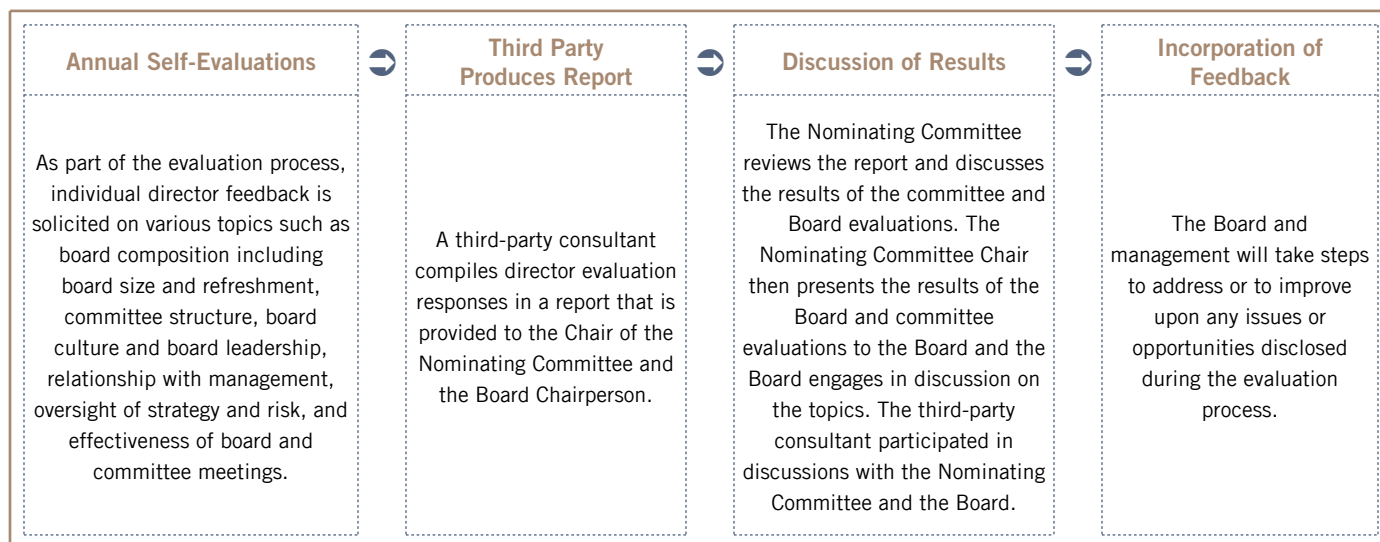 Annual Self-Evaluations
As part of the evaluation process,
individual director feedback is
solicited on various topics such as
board composition including
board size and refreshment,
committee structure, board
culture and board leadership,
relationship with management,
oversight of strategy and risk, and
effectiveness of board and
committee meetings.
Third Party
Produces Report
A third-party consultant
compiles director evaluation
responses in a report that is
provided to the Chair of the
Nominating Committee and
the Board Chairperson.
Discussion of Results
The Nominating Committee
reviews the report and discusses
the results of the committee and
Board evaluations. The
Nominating Committee Chair
then presents the results of the
Board and committee
evaluations to the Board and the
Board engages in discussion on
the topics. The third-party
consultant participated in
discussions with the Nominating
Committee and the Board.
Incorporation of
Feedback
The Board and
management will take steps
to address or to improve
upon any issues or
opportunities disclosed
during the evaluation
process.